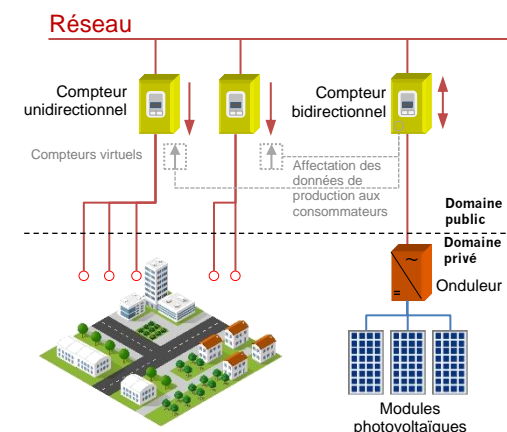 Réseau
Compteur
unidirectionnel
Compteur
bidirectionnel
Compteurs virtuels
Affectation des
données de
production aux
consommateurs
Domaine
public
Domaine
privé
Onduleur
Modules
photovoltaïques